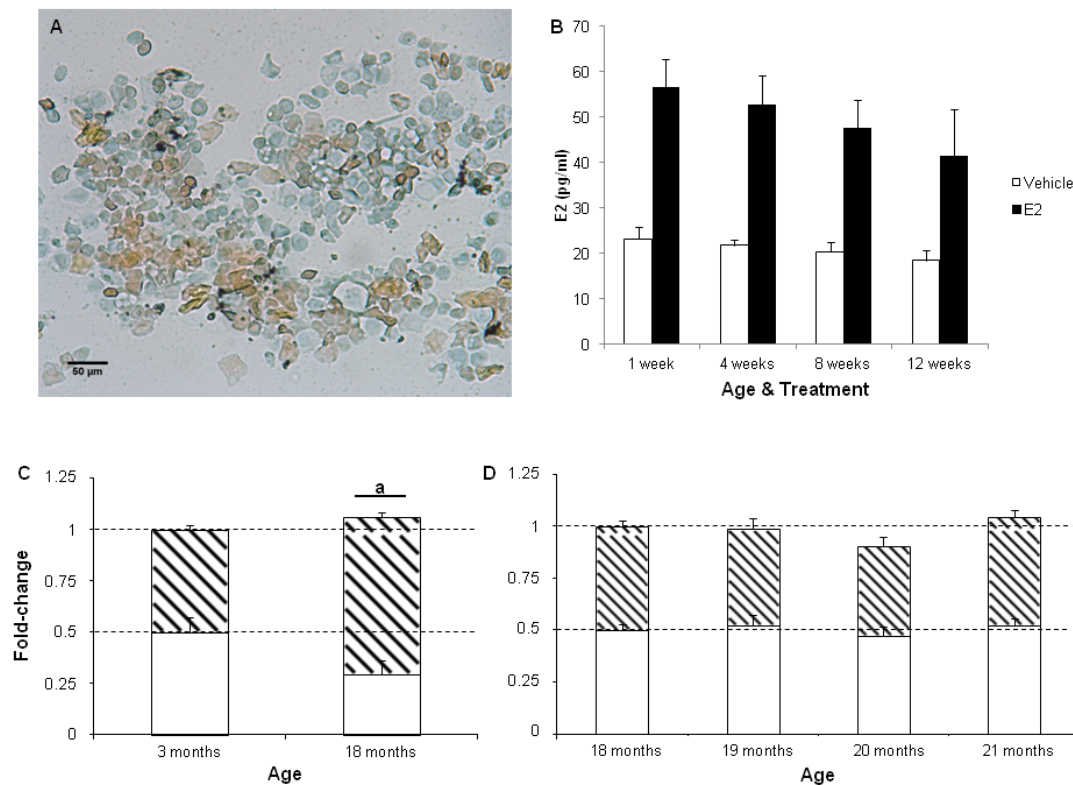 A
50 µm
B
70
60
50
40
30
20
10
0
E2 (pg/ml)
1 week 4 weeks 8 weeks 12 weeks
Age & Treatment
Vehicle
E2
C
1.25
1
0.75
0.5
0.25
0
Fold-change
a
3 months 18 months
Age
D
1.25
1
0.75
0.5
0.25
0
18 months 19 months 20 months 21 months
Age